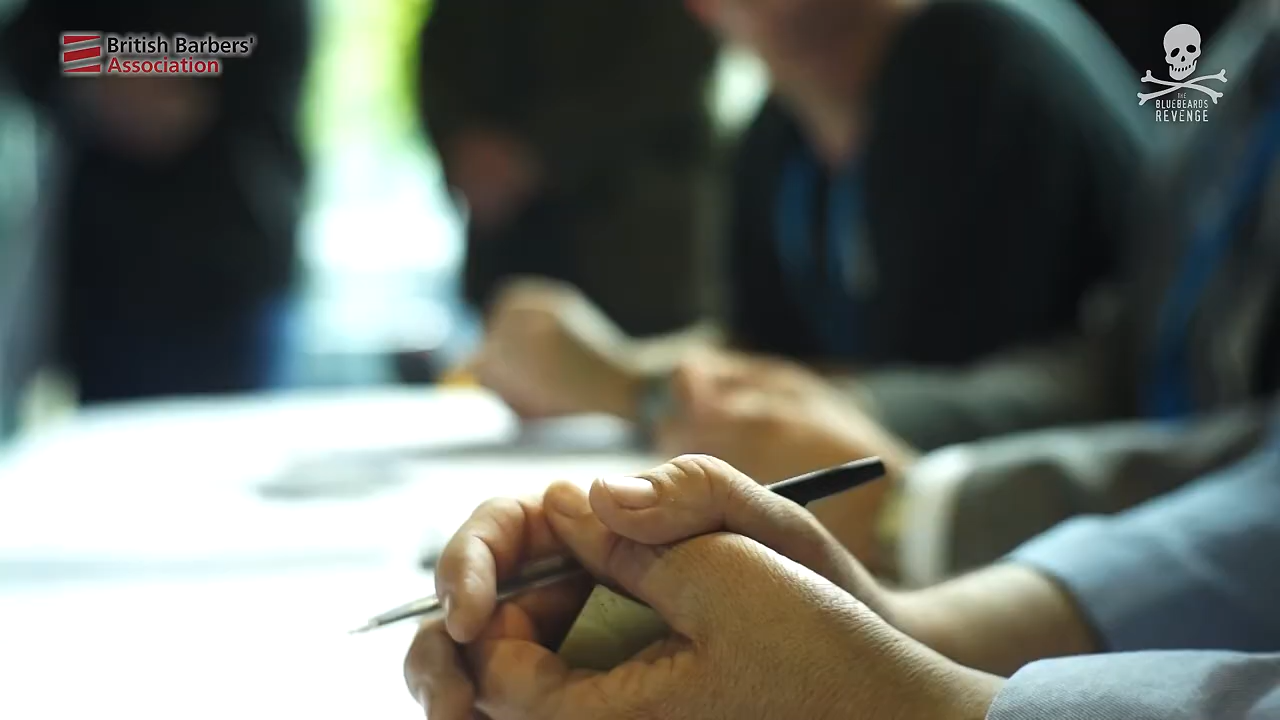 British Barbers'
Association
THE
BLUEBEARDS
REVENGE